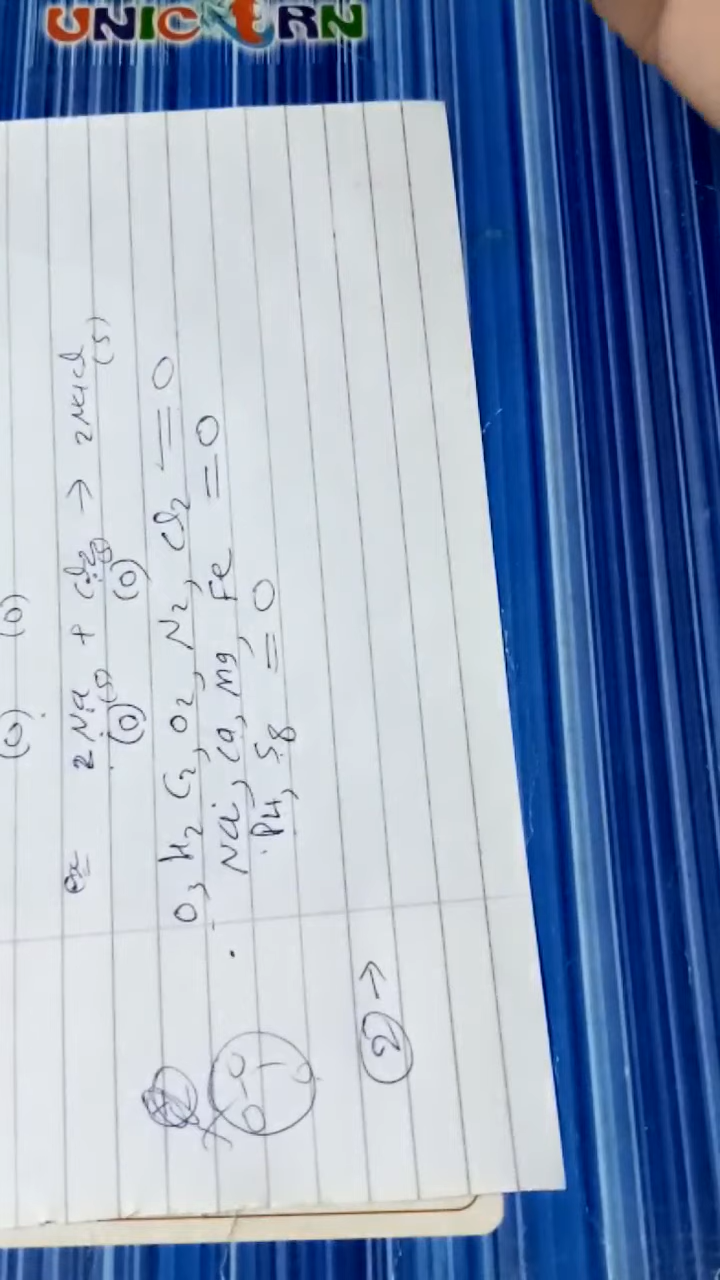 UNICORN
(0) (0)
ex 2Na(s) + Cl2(g) → 2NaCl(s)
(0) (0)
O3, H2, C2, O2, N2, Cl2 = 0
Na, Ca, Mg, Fe = 0
P4, S8 = 0
O-O
O
2 →